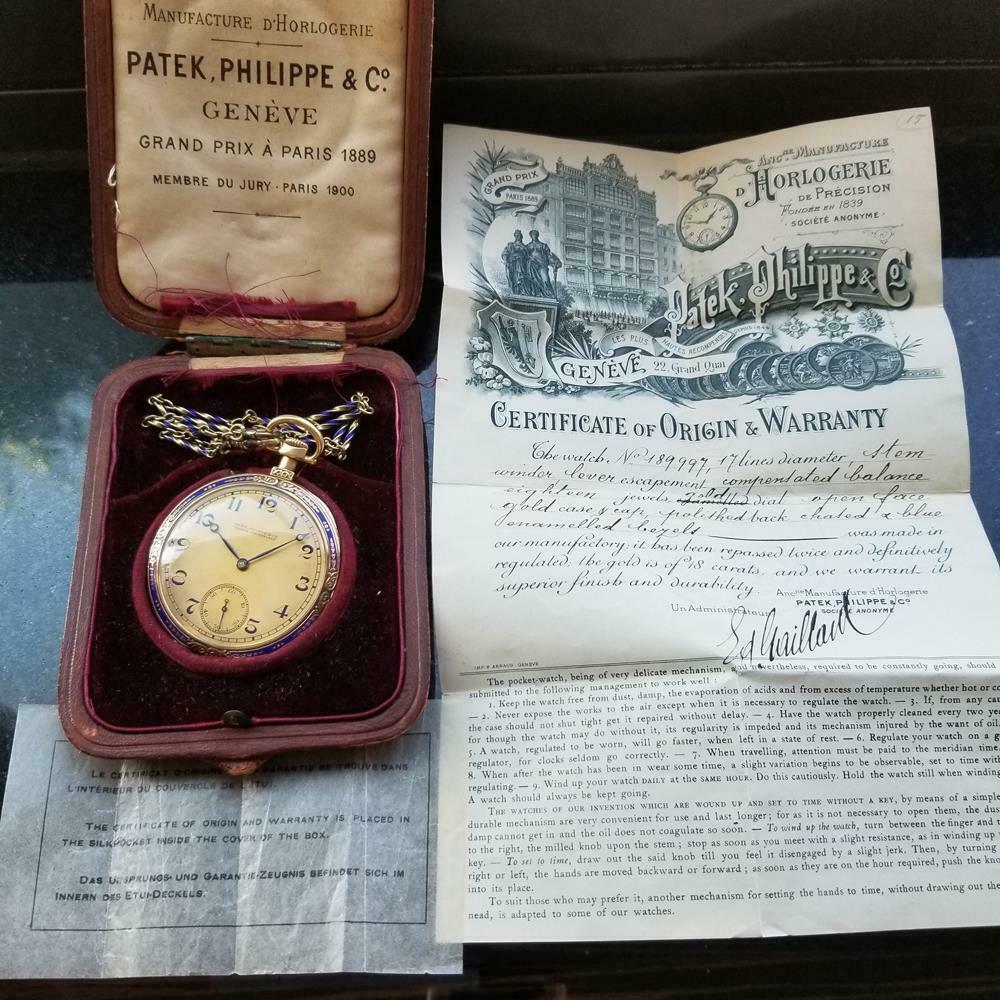 MANUFACTURE D'HORLOGERIE
PATEK, PHILIPPE & Cº
GENÈVE
GRAND PRIX À PARIS 1889
MEMBRE DU JURY · PARIS 1900
12
1
2
3
4
5
7
8
9
10
11
60
LE CERTIFICAT D'ORIGINE GARANTIE SE TROUVE DANS
L'INTÉRIEUR DU COUVERCLE DE L'ÉTUI.
THE CERTIFICATE OF ORIGIN AND WARRANTY IS PLACED IN
THE SILKPOCKET INSIDE THE COVER OF THE BOX.
DAS URSPRUNGS- UND GARANTIE-ZEUGNIS BEFINDET SICH IM
INNERN DES ETUI-DECKELS.
15
GRAND PRIX
PARIS 1889
ANCNE MANUFACTURE
D'HORLOGERIE
DE PRÉCISION
FONDÉE EN 1839
· SOCIÉTÉ ANONYME ·
Patek, Philippe & Cº
LES PLUS HAUTES RÉCOMPENSES DEPUIS 1844
GENÈVE 22, Grand Quai
CERTIFICATE OF ORIGIN & WARRANTY
The watch, Nº 189997, 17 lines diameter, stem
winder lever escapement compensated balance
eighteen jewels, gold dial open face
gold case & cap, polished back chased & blue
enamelled bezels was made in
our manufactory; it has been repassed twice and definitively
regulated; the gold is of 18 carats, and we warrant its
superior finish and durability.
Ancne Manufacture d'Horlogerie
PATEK, PHILIPPE & Cº
SOCIÉTÉ ANONYME
Un Administrateur
IMP. F. ARNAUD, GENÈVE
The pocket-watch, being of very delicate mechanism, and nevertheless, required to be constantly going, should
submitted to the following management to work well :
1. Keep the watch free from dust, damp, the evaporation of acids and from excess of temperature whether hot or
— 2. Never expose the works to the air except when it is necessary to regulate the watch. — 3. If, from any
the case should not shut tight get it repaired without delay. — 4. Have the watch properly cleaned every two
for though the watch may do without it, its regularity is impeded and its mechanism injured by the want of oil.
5. A watch, regulated to be worn, will go faster, when left in a state of rest. — 6. Regulate your watch on a
regulator, for clocks seldom go correctly. — 7. When travelling, attention must be paid to the meridian time.
8. When after the watch has been in wear some time, a slight variation begins to be observable, set to time
regulating. — 9. Wind up your watch DAILY at the SAME HOUR. Do this cautiously. Hold the watch still when winding
A watch should always be kept going.
THE WATCHES OF OUR INVENTION WHICH ARE WOUND UP AND SET TO TIME WITHOUT A KEY, by means of a simple
durable mechanism are very convenient for use and last longer; for as it is not necessary to open them, the
damp cannot get in and the oil does not coagulate so soon. — To wind up the watch, turn between the finger and
to the right, the milled knob upon the stem ; stop as soon as you meet with a slight resistance, as in winding up
key. — To set to time, draw out the said knob till you feel it disengaged by a slight jerk. Then, by turning
right or left, the hands are moved backward or forward ; as soon as they are on the hour required, push the
into its place.
To suit those who may prefer it, another mechanism for setting the hands to time, without drawing out the
head, is adapted to some of our watches.